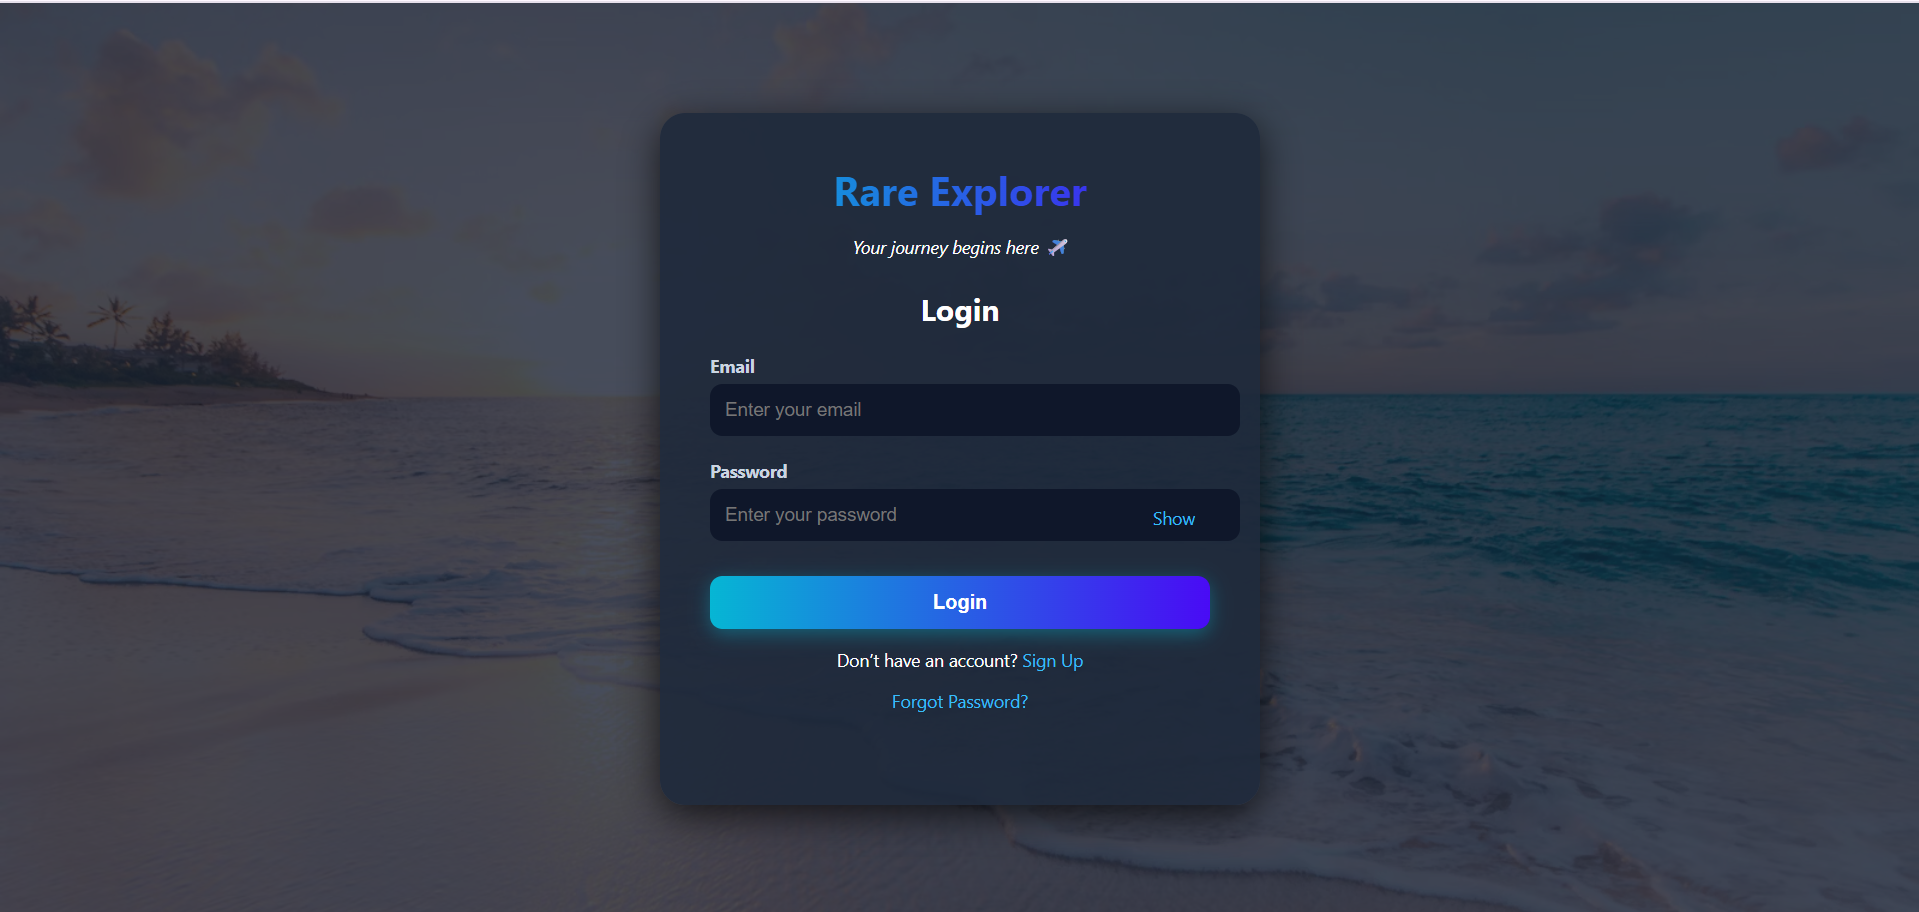 Rare Explorer
Your journey begins here ✈️
Login
Email
Enter your email
Password
Enter your password Show
Login
Don’t have an account? Sign Up
Forgot Password?